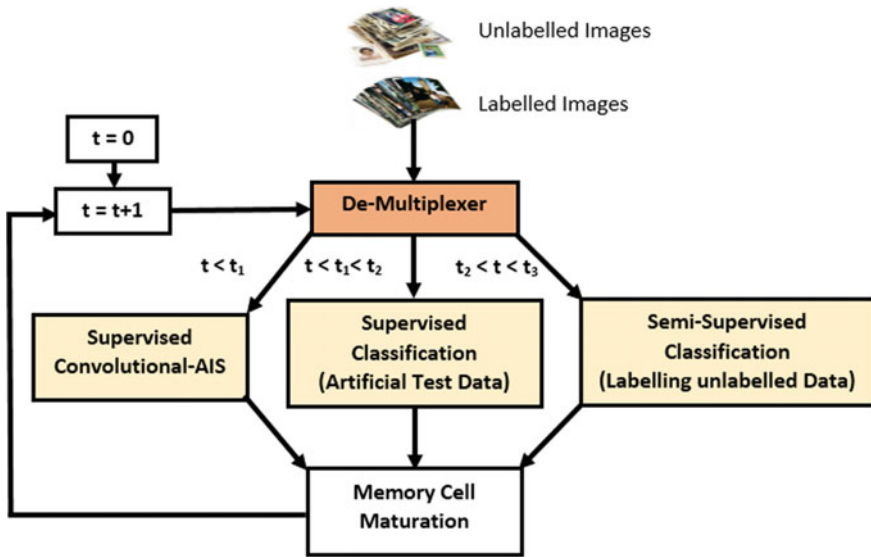 Unlabelled Images
Labelled Images
t = 0
t = t+1
De-Multiplexer
t < t₁
t < t₁< t₂
t₂ < t < t₃
Supervised
Convolutional-AIS
Supervised
Classification
(Artificial Test Data)
Semi-Supervised
Classification
(Labelling unlabelled Data)
Memory Cell
Maturation